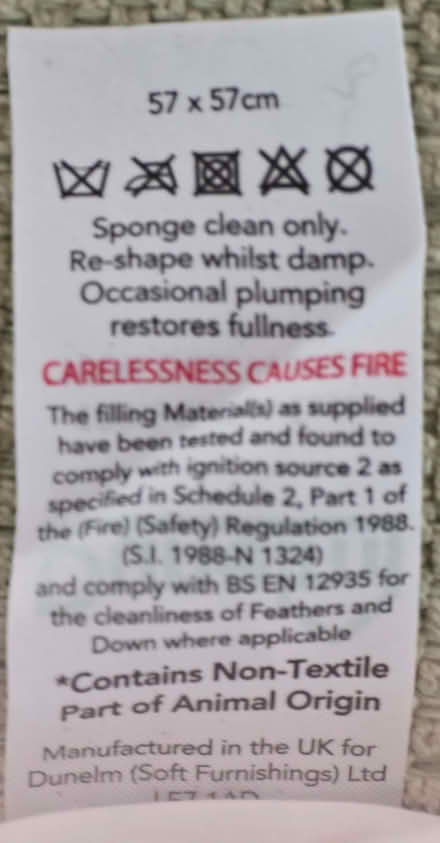 57 x 57cm
Sponge clean only.
Re-shape whilst damp.
Occasional plumping
restores fullness.
CARELESSNESS CAUSES FIRE
The filling Material(s) as supplied
have been tested and found to
comply with ignition source 2 as
specified in Schedule 2, Part 1 of
the (Fire) (Safety) Regulation 1988.
(S.I. 1988-N 1324)
and comply with BS EN 12935 for
the cleanliness of Feathers and
Down where applicable
*Contains Non-Textile
Part of Animal Origin
Manufactured in the UK for
Dunelm (Soft Furnishings) Ltd